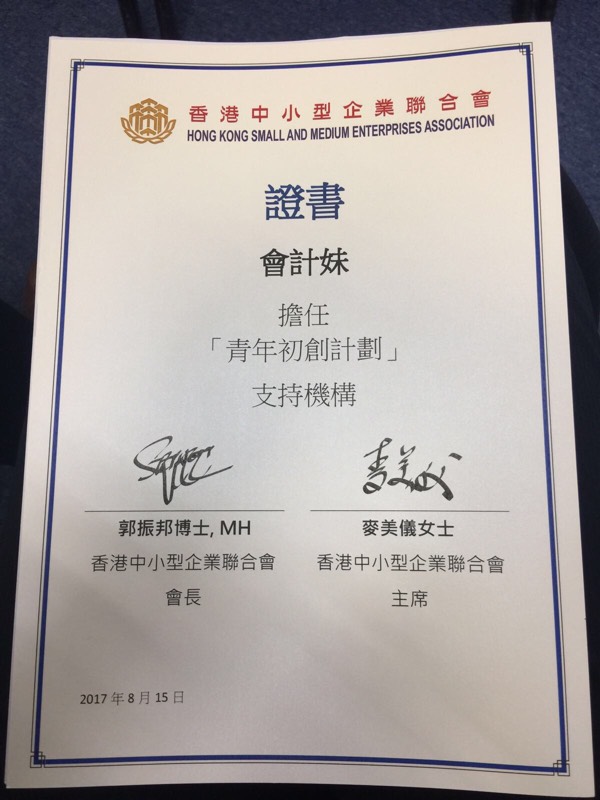 香港中小型企業聯合會
HONG KONG SMALL AND MEDIUM ENTERPRISES ASSOCIATION
證書
會計妹
擔任
「青年初創計劃」
支持機構
麥美儀
郭振邦博士, MH
香港中小型企業聯合會
會長
麥美儀女士
香港中小型企業聯合會
主席
2017 年 8 月 15 日